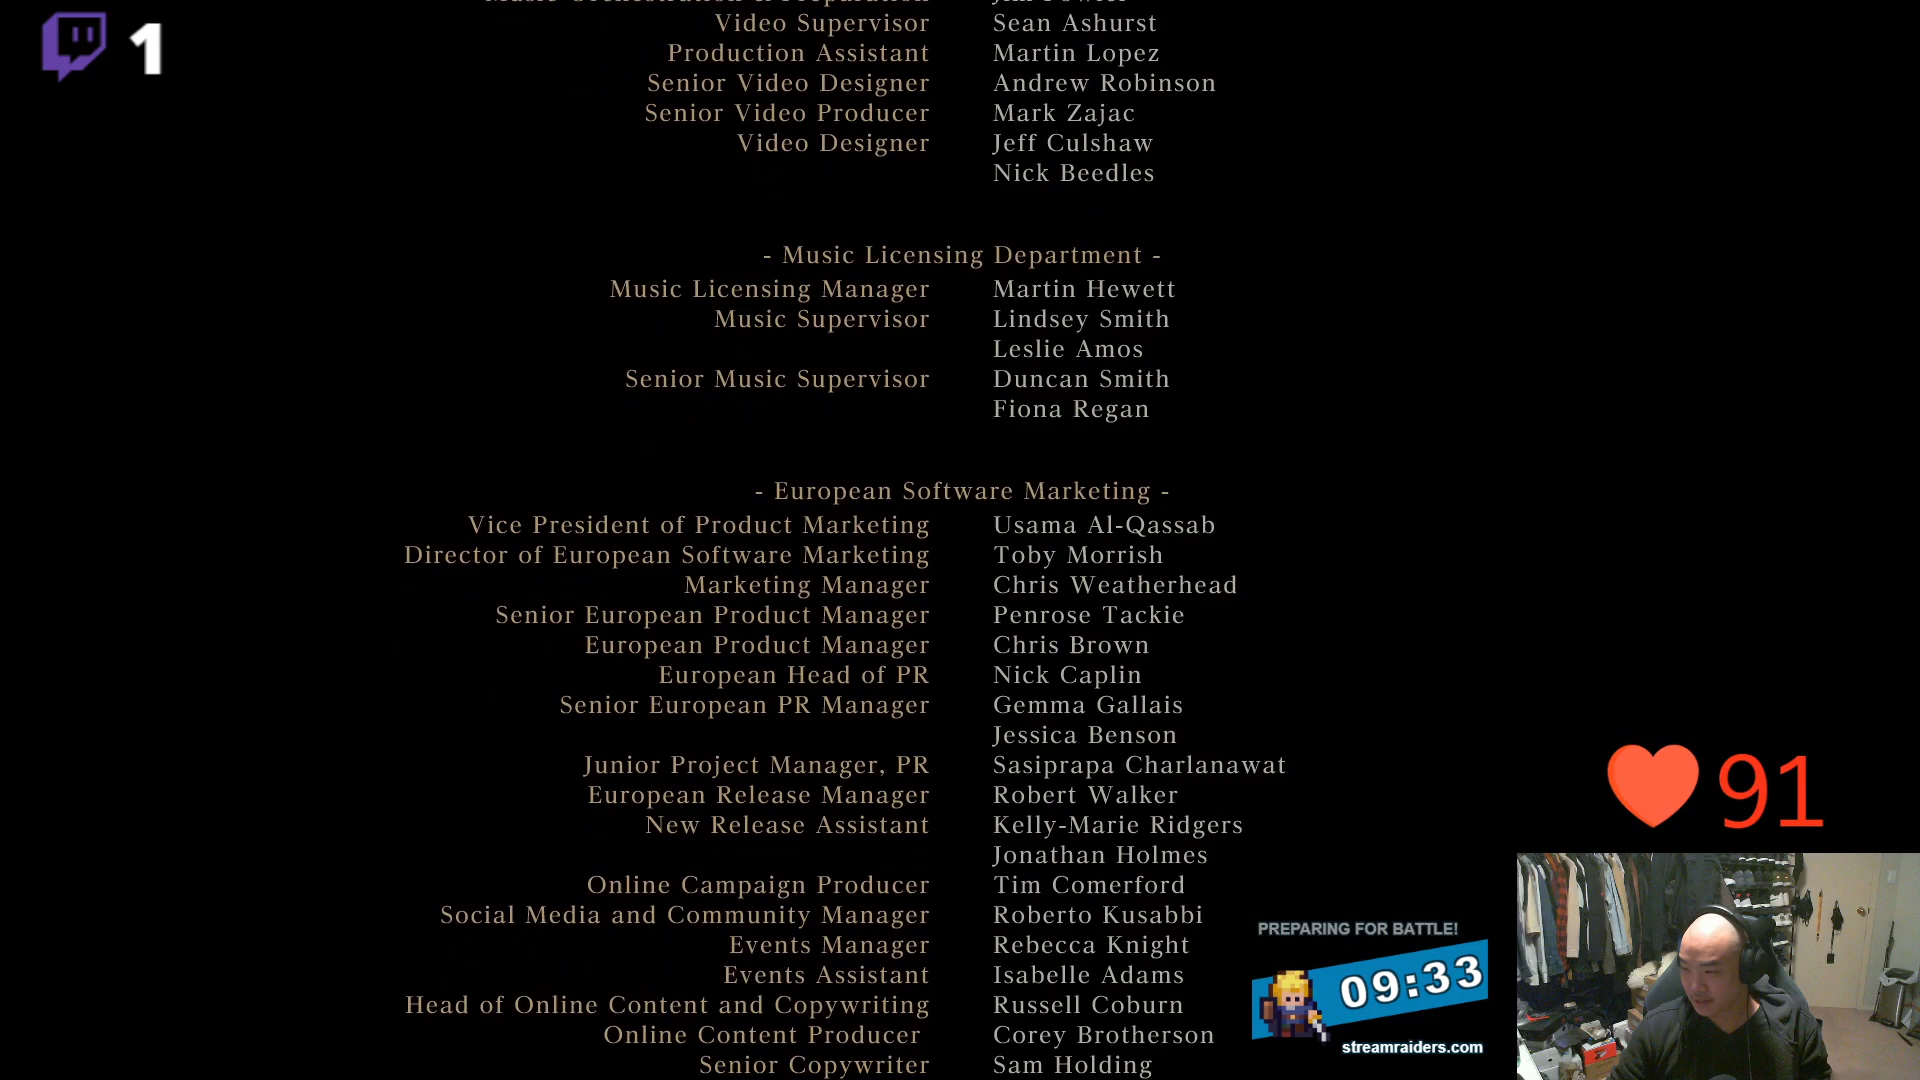 1
Video Supervisor Sean Ashurst
Production Assistant Martin Lopez
Senior Video Designer Andrew Robinson
Senior Video Producer Mark Zajac
Video Designer Jeff Culshaw
Nick Beedles
- Music Licensing Department -
Music Licensing Manager Martin Hewett
Music Supervisor Lindsey Smith
Leslie Amos
Senior Music Supervisor Duncan Smith
Fiona Regan
- European Software Marketing -
Vice President of Product Marketing Usama Al-Qassab
Director of European Software Marketing Toby Morrish
Marketing Manager Chris Weatherhead
Senior European Product Manager Penrose Tackie
European Product Manager Chris Brown
European Head of PR Nick Caplin
Senior European PR Manager Gemma Gallais
Jessica Benson
Junior Project Manager, PR Sasiprapa Charlanawat
European Release Manager Robert Walker
New Release Assistant Kelly-Marie Ridgers
Jonathan Holmes
Online Campaign Producer Tim Comerford
Social Media and Community Manager Roberto Kusabbi
Events Manager Rebecca Knight
Events Assistant Isabelle Adams
Head of Online Content and Copywriting Russell Coburn
Online Content Producer Corey Brotherson
Senior Copywriter Sam Holding
91
PREPARING FOR BATTLE!
09:33
streamraiders.com